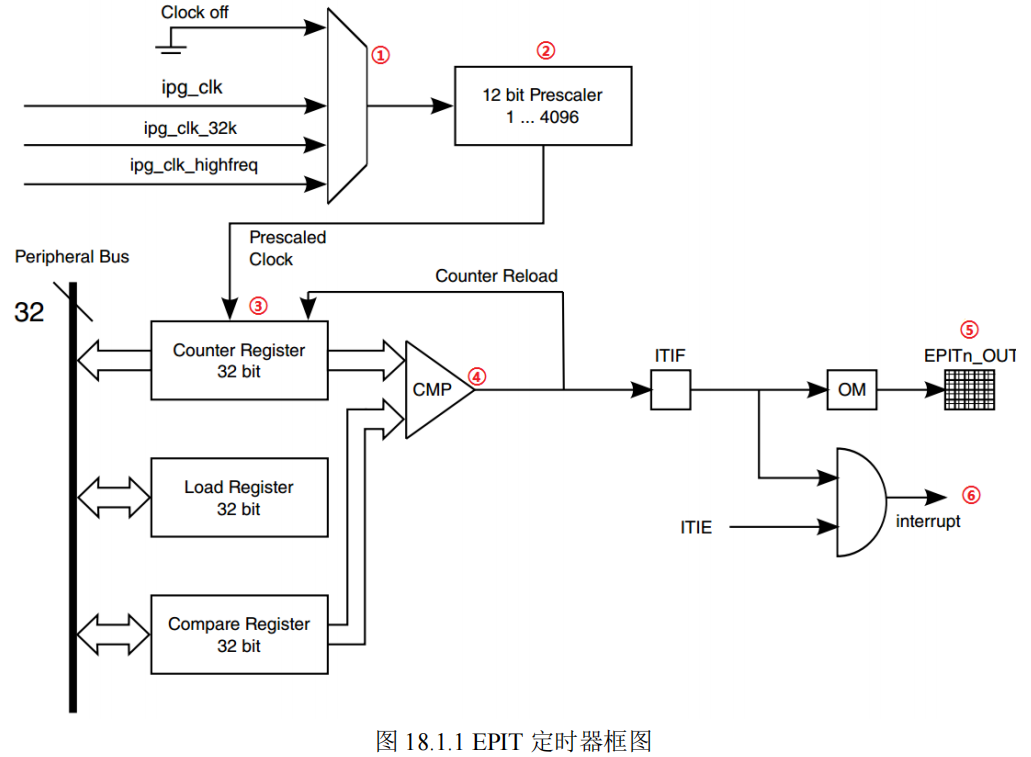 Clock off
①
②
ipg_clk
12 bit Prescaler
1 ... 4096
ipg_clk_32k
ipg_clk_highfreq
Prescaled
Clock
Peripheral Bus
32
Counter Reload
③
Counter Register
32 bit
CMP
④
ITIF
OM
⑤
EPITn_OUT
Load Register
32 bit
ITIE
⑥
interrupt
Compare Register
32 bit
图 18.1.1 EPIT 定时器框图